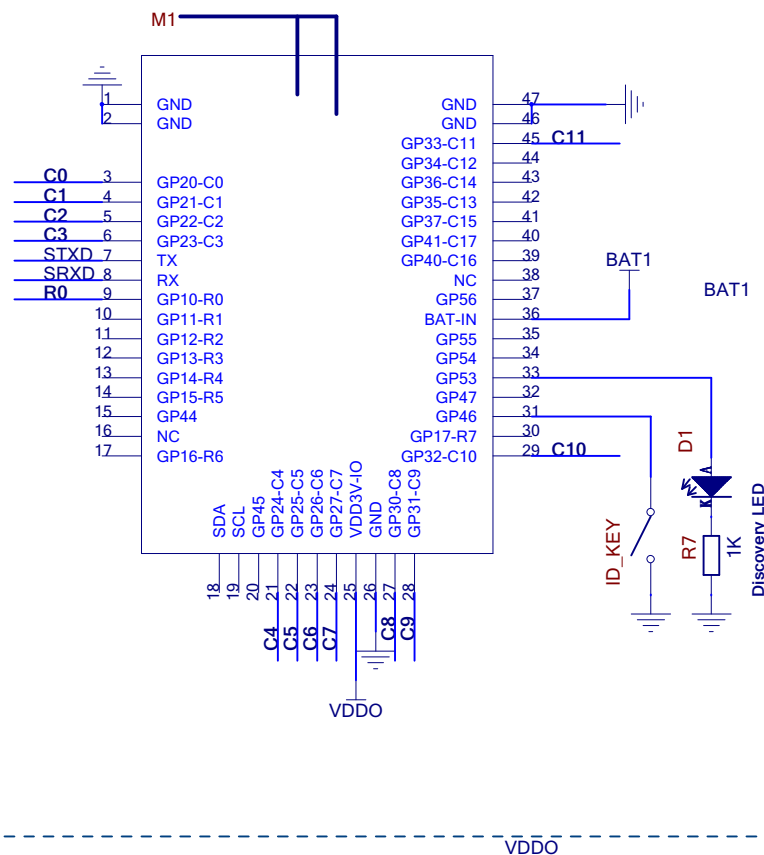 M1
1 GND
2 GND
C0 3 GP20-C0
C1 4 GP21-C1
C2 5 GP22-C2
C3 6 GP23-C3
STXD 7 TX
SRXD 8 RX
R0 9 GP10-R0
10 GP11-R1
11 GP12-R2
12 GP13-R3
13 GP14-R4
14 GP15-R5
15 GP44
16 NC
17 GP16-R6
GND 47
GND 46
GP33-C11 45 C11
GP34-C12 44
GP36-C14 43
GP35-C13 42
GP37-C15 41
GP41-C17 40
GP40-C16 39
NC 38
GP56 37
BAT-IN 36
GP55 35
GP54 34
GP53 33
GP47 32
GP46 31
GP17-R7 30
GP32-C10 29 C10
BAT1
BAT1
SDA 18
SCL 19
GP45 20
GP24-C4 21 C4
GP25-C5 22 C5
GP26-C6 23 C6
GP27-C7 24 C7
VDD3V-IO 25
GND 26
GP30-C8 27 C8
GP31-C9 28 C9
VDDO
ID_KEY
D1
A
K
R7
1K
Discovery LED
VDDO